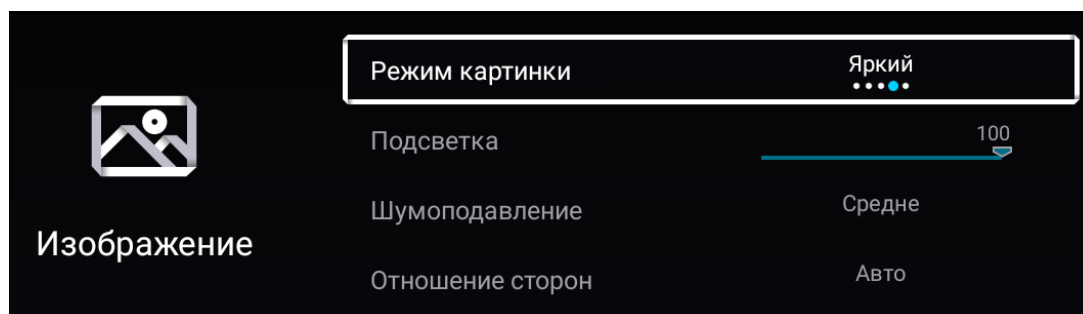 Изображение
Режим картинки Яркий
Подсветка 100
Шумоподавление Средне
Отношение сторон Авто